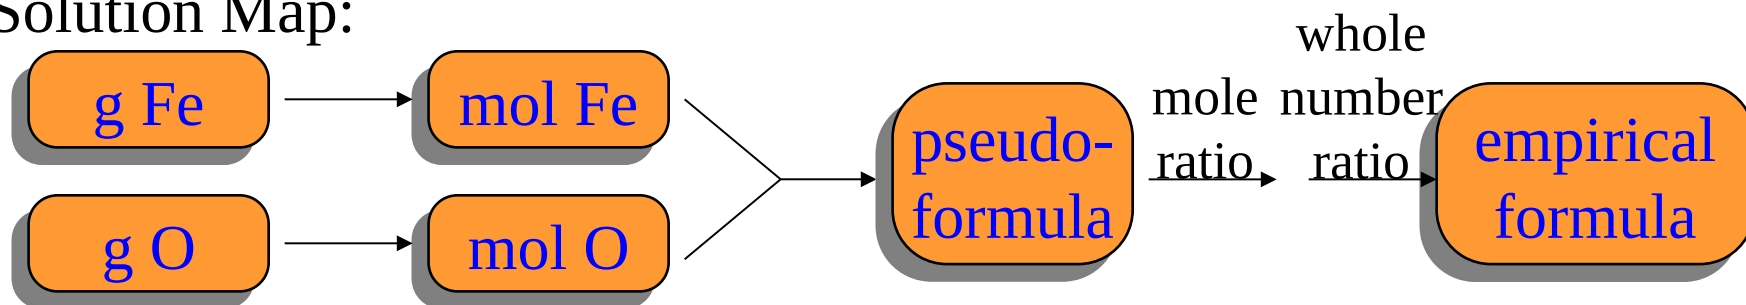 Solution Map:
g Fe
mol Fe
g O
mol O
pseudo-
formula
mole
ratio
whole
number
ratio
empirical
formula